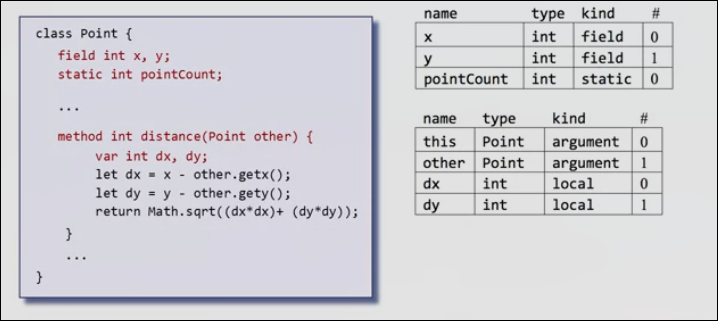 class Point {
field int x, y;
static int pointCount;
...
method int distance(Point other) {
var int dx, dy;
let dx = x - other.getx();
let dy = y - other.gety();
return Math.sqrt((dx*dx)+ (dy*dy));
}
...
}
name type kind #
x int field 0
y int field 1
pointCount int static 0
name type kind #
this Point argument 0
other Point argument 1
dx int local 0
dy int local 1